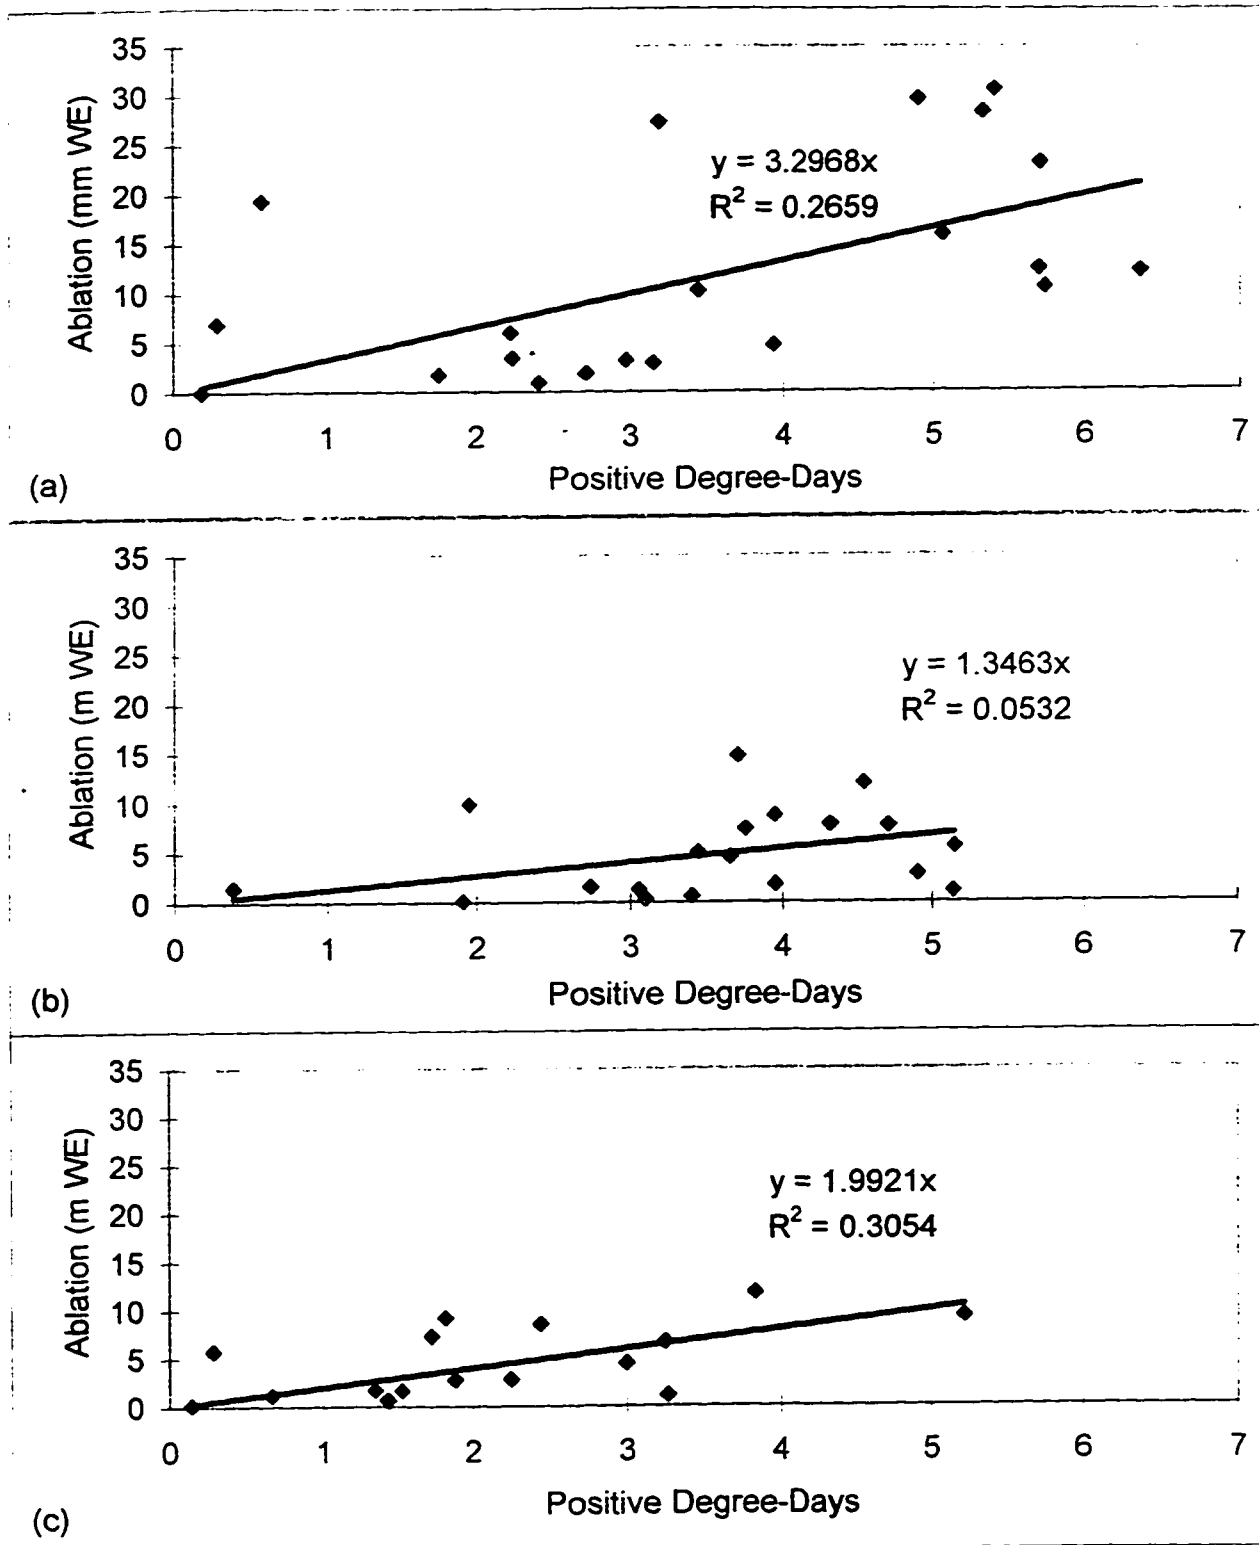 35
30
25
20
15
10
5
0
Ablation (mm WE)
y = 3.2968x
R² = 0.2659
0 1 2 3 4 5 6 7
Positive Degree-Days
(a)
35
30
25
20
15
10
5
0
Ablation (m WE)
y = 1.3463x
R² = 0.0532
0 1 2 3 4 5 6 7
Positive Degree-Days
(b)
35
30
25
20
15
10
5
0
Ablation (m WE)
y = 1.9921x
R² = 0.3054
0 1 2 3 4 5 6 7
Positive Degree-Days
(c)